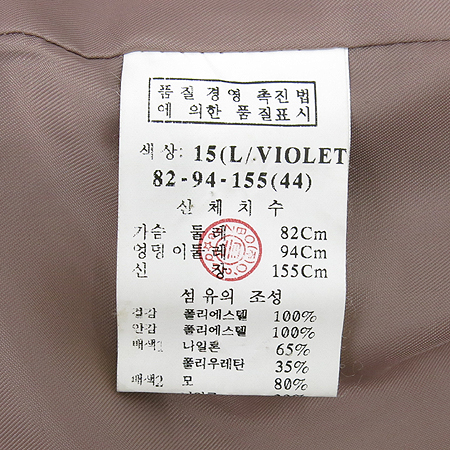 품질경영 촉진법
에 의한 품질표시
색상: 15(L/VIOLET
82-94-155(44)
신체치수
가슴둘레 82Cm
엉덩이둘레 94Cm
신장 155Cm
섬유의 조성
겉감 폴리에스텔 100%
안감 폴리에스텔 100%
배색1 나일론 65%
폴리우레탄 35%
배색2 모 80%